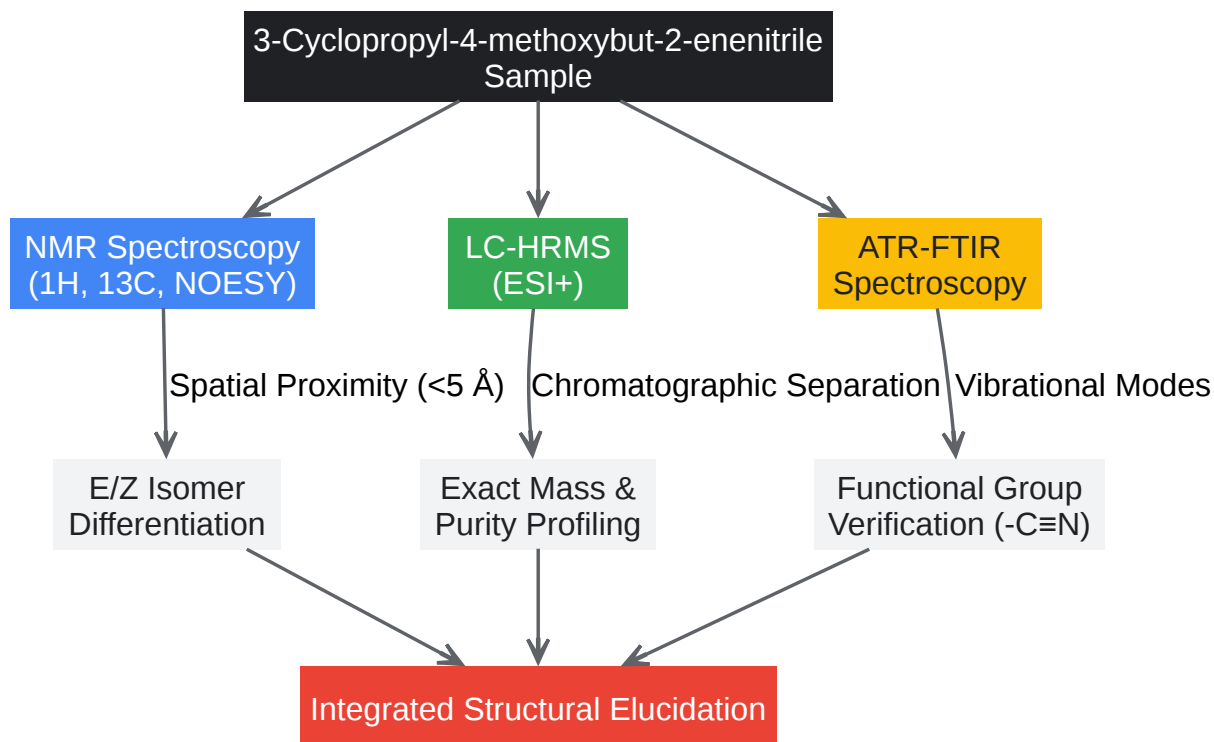 3-Cyclopropyl-4-methoxybut-2-enenitrile
Sample
NMR Spectroscopy
(1H, 13C, NOESY)
LC-HRMS
(ESI+)
ATR-FTIR
Spectroscopy
Spatial Proximity (<5 Å)
Chromatographic Separation
Vibrational Modes
E/Z Isomer
Differentiation
Exact Mass &
Purity Profiling
Functional Group
Verification (-C≡N)
Integrated Structural Elucidation